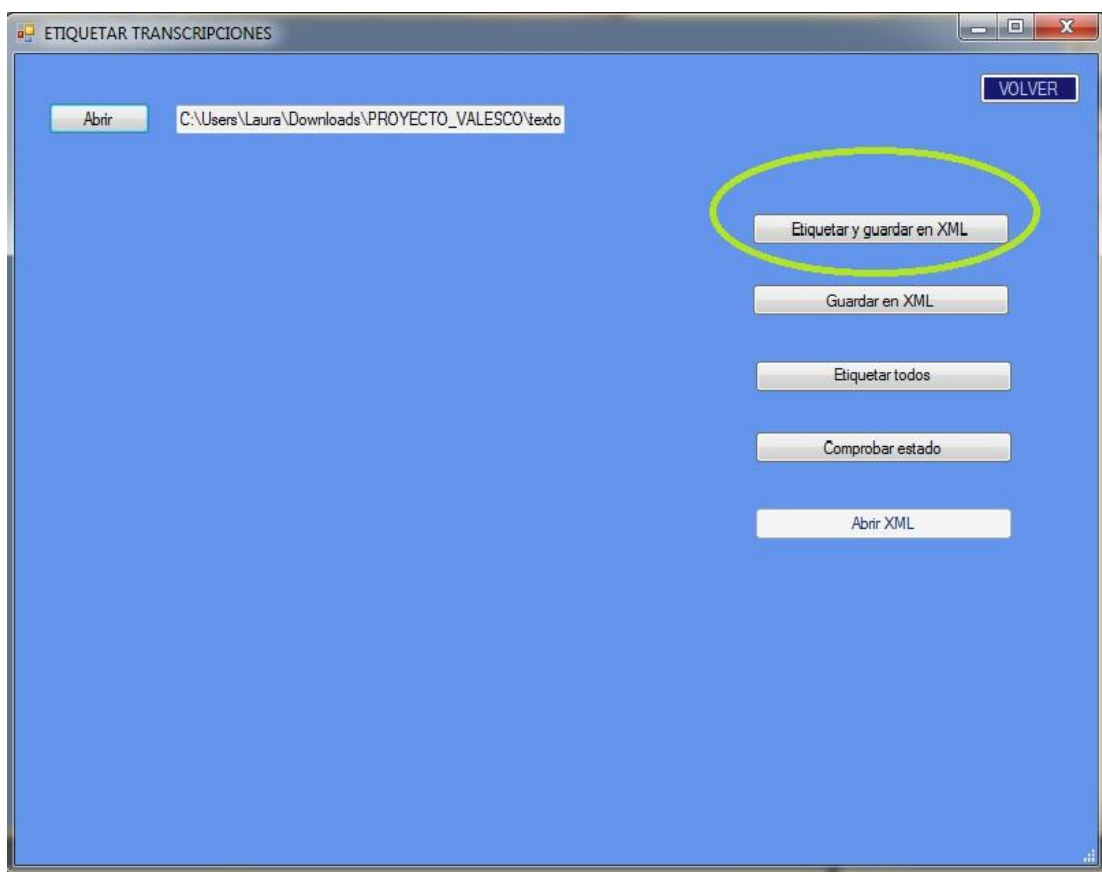 ETIQUETAR TRANSCRIPCIONES
VOLVER
Abrir C:\Users\Laura\Downloads\PROYECTO_VALESCO\texto
Etiquetar y guardar en XML
Guardar en XML
Etiquetar todos
Comprobar estado
Abrir XML